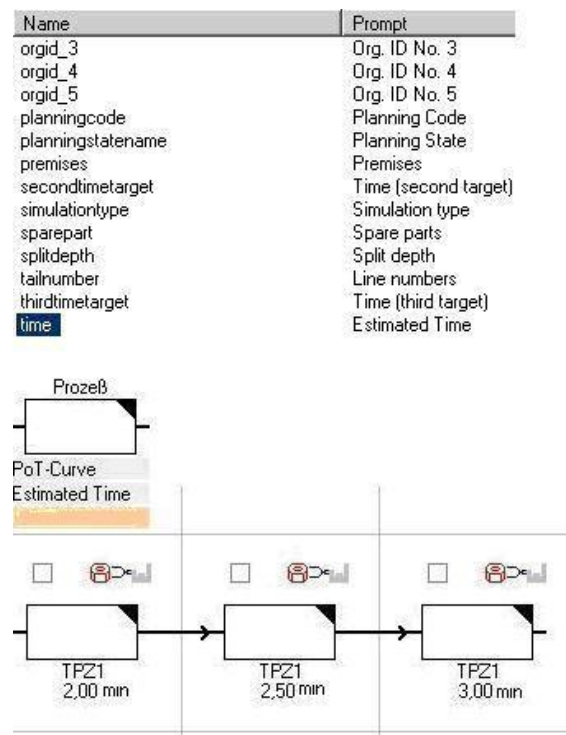 Name Prompt
orgid_3 Org. ID No. 3
orgid_4 Org. ID No. 4
orgid_5 Org. ID No. 5
planningcode Planning Code
planningstatename Planning State
premises Premises
secondtimetarget Time (second target)
simulationtype Simulation type
sparepart Spare parts
splitdepth Split depth
tailnumber Line numbers
thirdtimetarget Time (third target)
time Estimated Time
Prozeß
PoT-Curve
Estimated Time
TPZ1 TPZ1 TPZ1
2,00 min 2,50 min 3,00 min